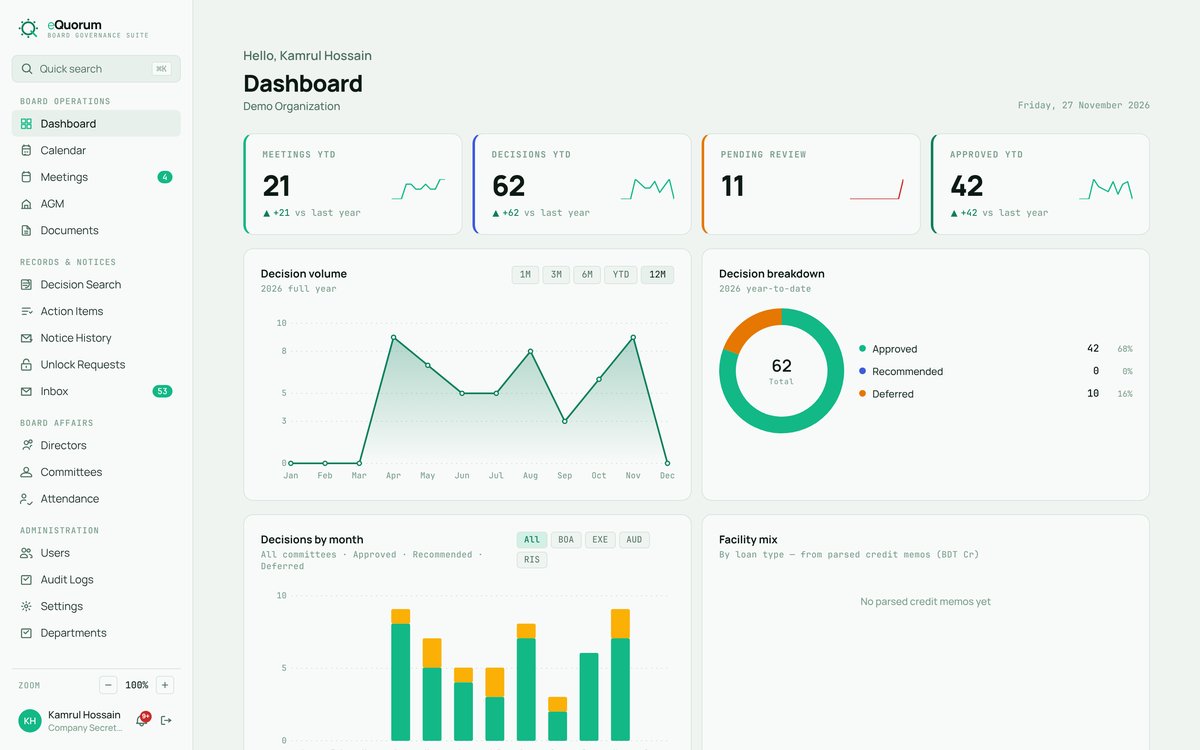 eQuorum
BOARD GOVERNANCE SUITE
Quick search ⌘K
BOARD OPERATIONS
Dashboard
Calendar
Meetings 4
AGM
Documents
RECORDS & NOTICES
Decision Search
Action Items
Notice History
Unlock Requests
Inbox 53
BOARD AFFAIRS
Directors
Committees
Attendance
ADMINISTRATION
Users
Audit Logs
Settings
Departments
ZOOM − 100% +
KH Kamrul Hossain
Company Secret...
9+
Hello, Kamrul Hossain
Dashboard
Demo Organization
Friday, 27 November 2026
MEETINGS YTD
21
▲ +21 vs last year
DECISIONS YTD
62
▲ +62 vs last year
PENDING REVIEW
11
APPROVED YTD
42
▲ +42 vs last year
Decision volume
2026 full year
1M 3M 6M YTD 12M
10
8
5
3
0
Jan Feb Mar Apr May Jun Jul Aug Sep Oct Nov Dec
Decision breakdown
2026 year-to-date
62
Total
Approved 42 68%
Recommended 0 0%
Deferred 10 16%
Decisions by month
All committees · Approved · Recommended ·
Deferred
All BOA EXE AUD
RIS
10
5
0
Facility mix
By loan type — from parsed credit memos (BDT Cr)
No parsed credit memos yet